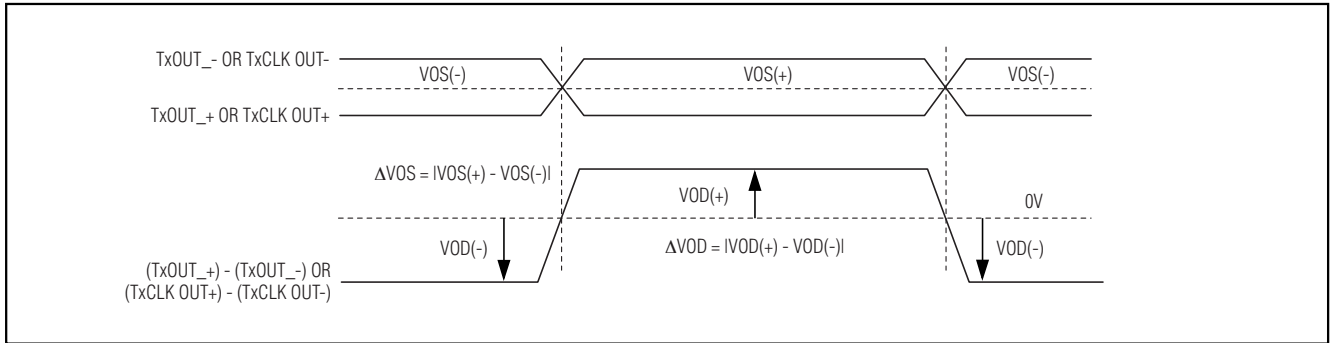 TxOUT_- OR TxCLK OUT-
VOS(-)
VOS(+)
VOS(-)
TxOUT_+ OR TxCLK OUT+
ΔVOS = |VOS(+) - VOS(-)|
VOD(+)
0V
VOD(-)
ΔVOD = |VOD(+) - VOD(-)|
VOD(-)
(TxOUT_+) - (TxOUT_-) OR
(TxCLK OUT+) - (TxCLK OUT-)